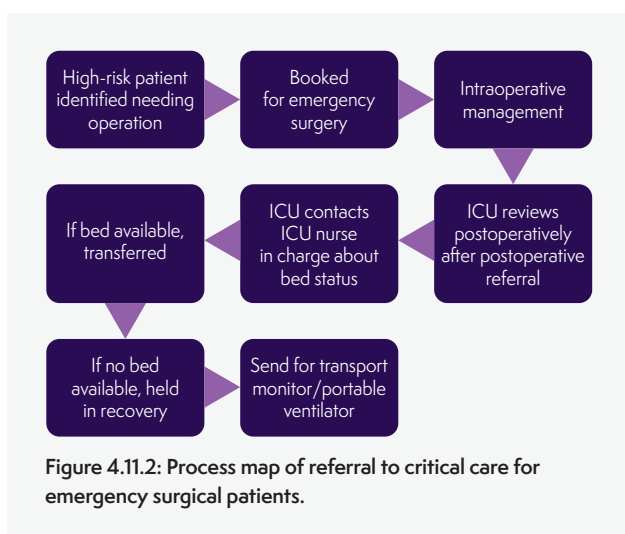 High-risk patient
identified needing
operation
Booked
for emergency
surgery
Intraoperative
management
ICU reviews
postoperatively
after postoperative
referral
ICU contacts
ICU nurse
in charge about
bed status
If bed available,
transferred
If no bed
available, held
in recovery
Send for transport
monitor/portable
ventilator
Figure 4.11.2: Process map of referral to critical care for
emergency surgical patients.